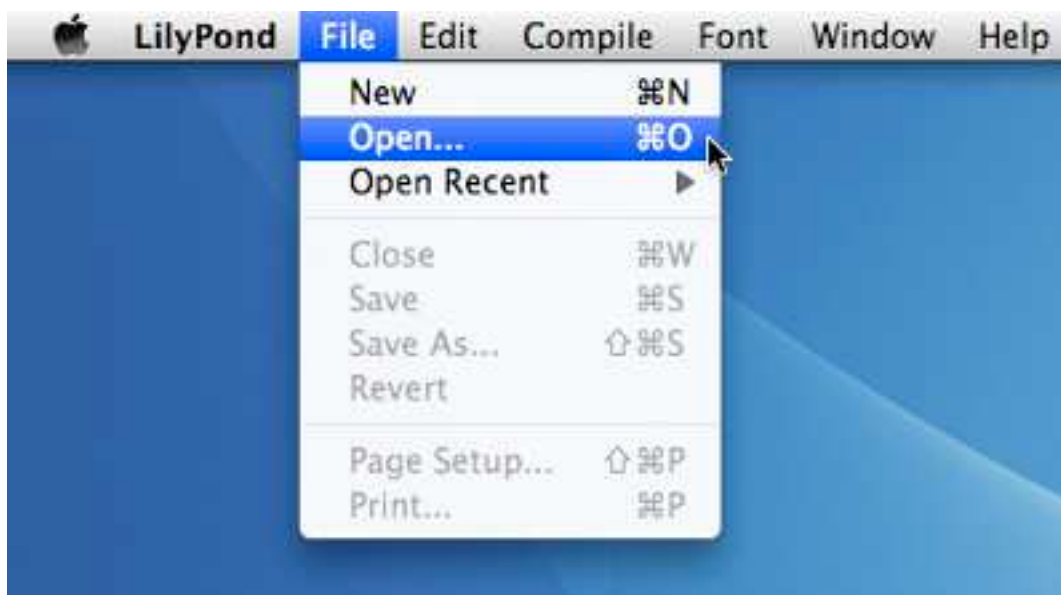 LilyPond File Edit Compile Font Window Help
New ⌘N
Open... ⌘O
Open Recent ▶
Close ⌘W
Save ⌘S
Save As... ⇧⌘S
Revert
Page Setup... ⇧⌘P
Print... ⌘P